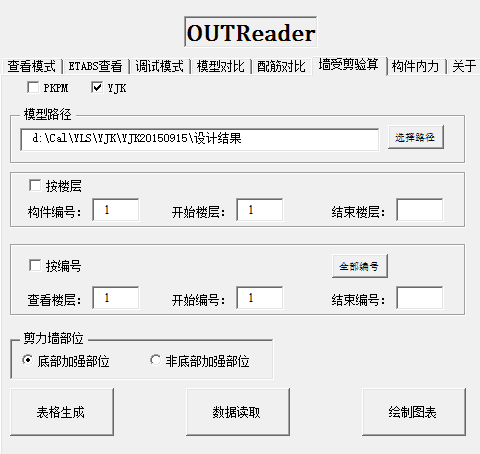 OUTReader
查看模式 ETABS查看 调试模式 模型对比 配筋对比 墙受剪验算 构件内力 关于
PKPM YJK
模型路径
d:\Cal\YLS\YJK\YJK20150915\设计结果 选择路径
按楼层
构件编号: 1 开始楼层: 1 结束楼层:
按编号 全部编号
查看楼层: 1 开始编号: 1 结束编号:
剪力墙部位
底部加强部位 非底部加强部位
表格生成 数据读取 绘制图表